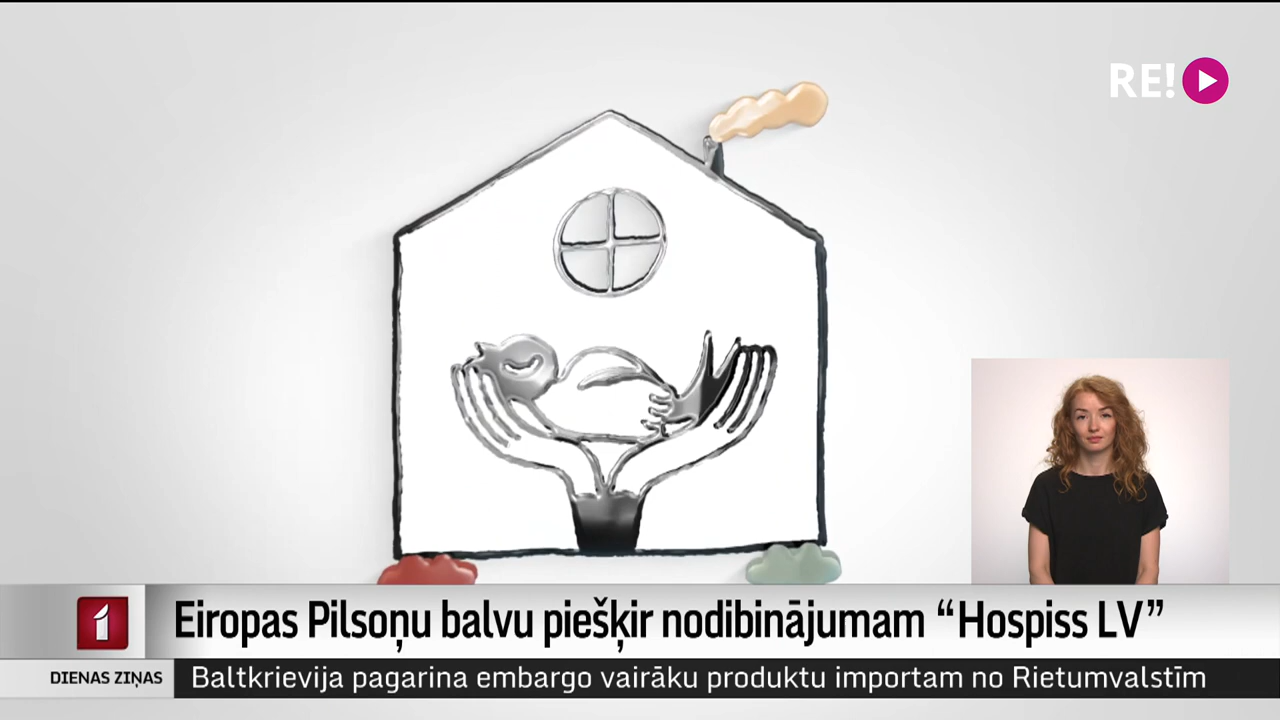 RE!
Eiropas Pilsoņu balvu piešķir nodibinājumam “Hospiss LV”
1
DIENAS ZIŅAS
Baltkrievija pagarina embargo vairāku produktu importam no Rietumvalstīm